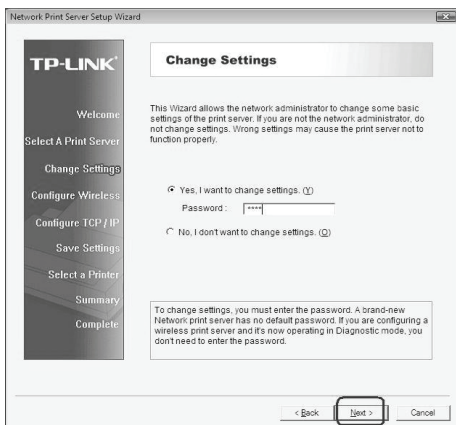 Network Print Server Setup Wizard
TP-LINK
Change Settings
Welcome
Select A Print Server
Change Settings
Configure Wireless
Configure TCP / IP
Save Settings
Select a Printer
Summary
Complete
This Wizard allows the network administrator to change some basic
settings of the print server. If you are not the network administrator, do
not change settings. Wrong settings may cause the print server not to
function properly.
Yes, I want to change settings. (Y)
Password : ****
No, I don't want to change settings. (O)
To change settings, you must enter the password. A brand-new
Network print server has no default password. If you are configuring a
wireless print server and it's now operating in Diagnostic mode, you
don't need to enter the password.
< Back Next > Cancel